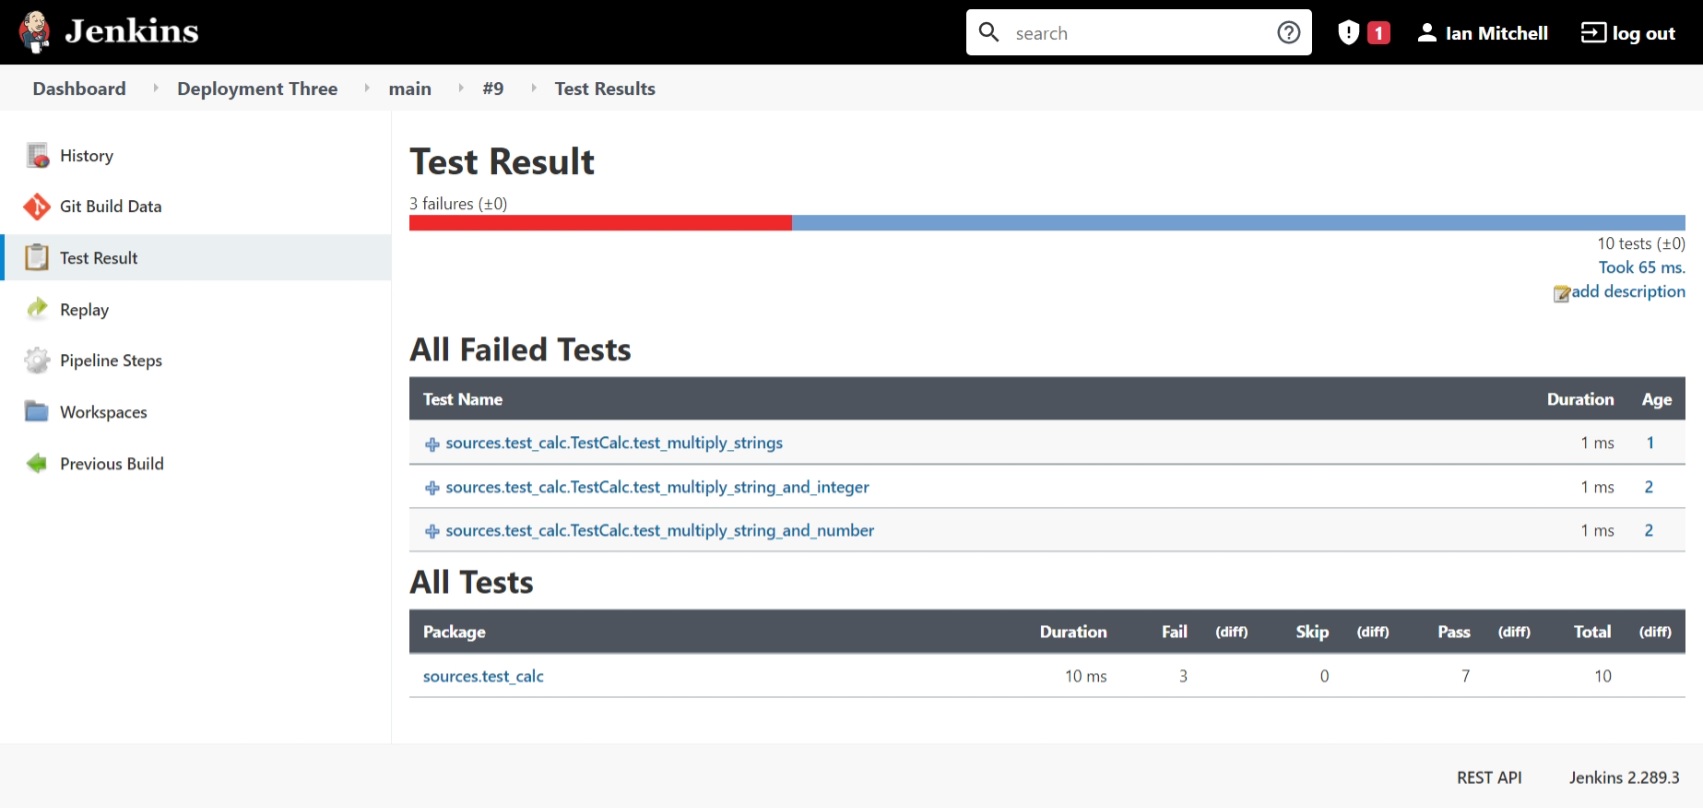 Jenkins
search
1
Ian Mitchell
log out
Dashboard
Deployment Three
main
#9
Test Results
History
Git Build Data
Test Result
Replay
Pipeline Steps
Workspaces
Previous Build
Test Result
3 failures (±0)
10 tests (±0)
Took 65 ms.
add description
All Failed Tests
Test Name Duration Age
sources.test_calc.TestCalc.test_multiply_strings 1 ms 1
sources.test_calc.TestCalc.test_multiply_string_and_integer 1 ms 2
sources.test_calc.TestCalc.test_multiply_string_and_number 1 ms 2
All Tests
Package Duration Fail (diff) Skip (diff) Pass (diff) Total (diff)
sources.test_calc 10 ms 3 0 7 10
REST API Jenkins 2.289.3